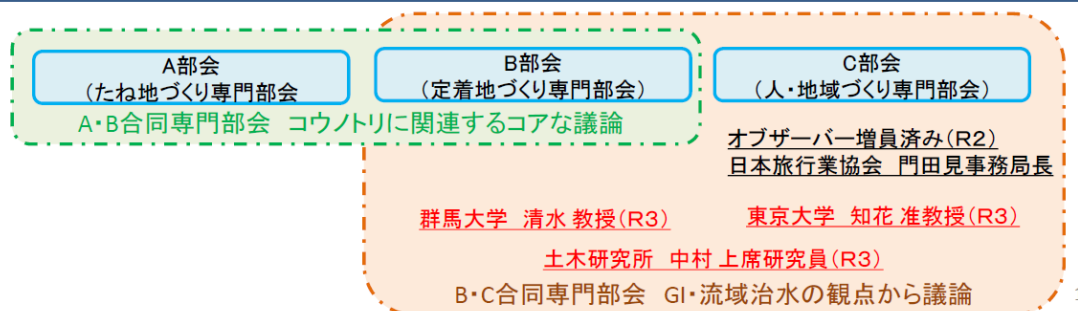 A部会
(たね地づくり専門部会
B部会
(定着地づくり専門部会)
C部会
(人・地域づくり専門部会)
A・B合同専門部会　コウノトリに関連するコアな議論
オブザーバー増員済み(R2)
日本旅行業協会　門田見事務局長
群馬大学　清水 教授(R3)
東京大学　知花 准教授(R3)
土木研究所　中村 上席研究員(R3)
B・C合同専門部会　GI・流域治水の観点から議論